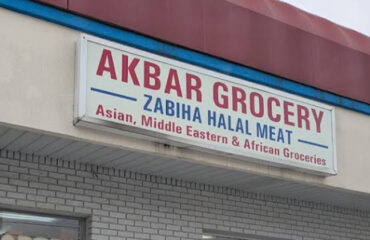 AKBAR GROCERY
ZABIHA HALAL MEAT
Asian, Middle Eastern & African Groceries